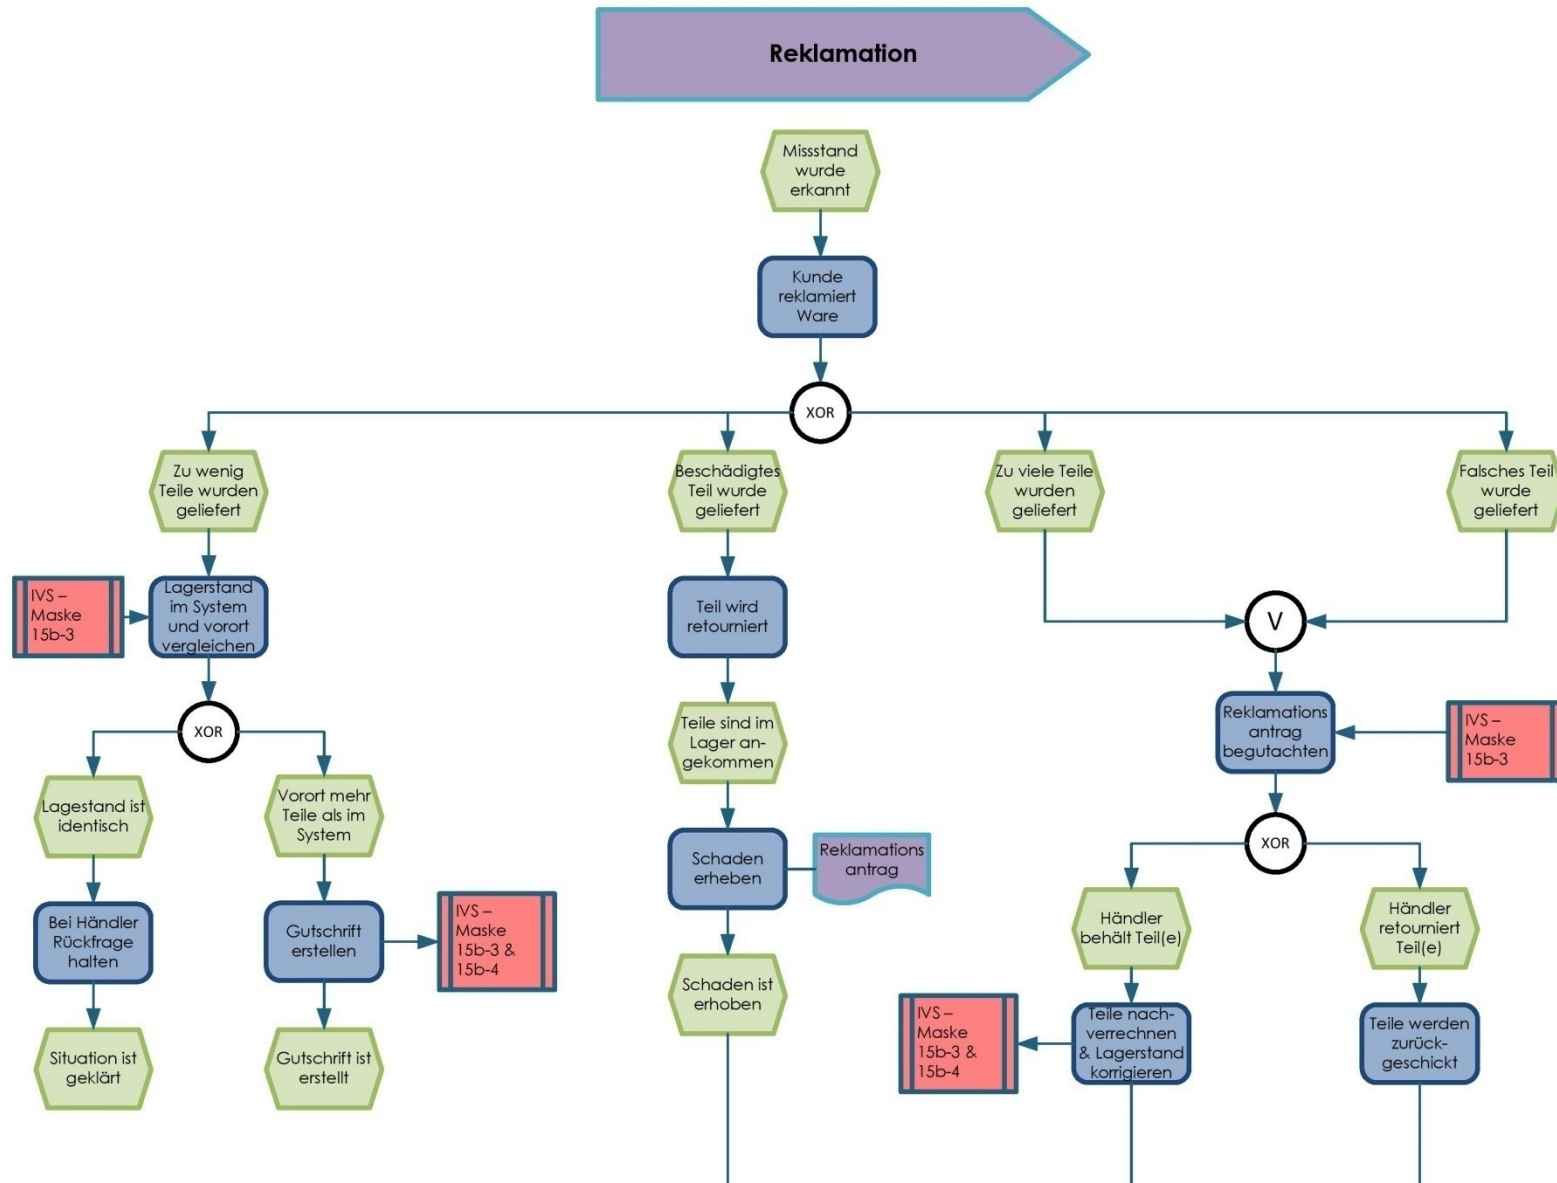 Reklamation
Missstand
wurde
erkannt
Kunde
reklamiert
Ware
XOR
Zu wenig
Teile wurden
geliefert
Beschädigtes
Teil wurde
geliefert
Zu viele Teile
wurden
geliefert
Falsches Teil
wurde
geliefert
IVS –
Maske
15b-3
Lagerstand
im System
und vorort
vergleichen
Teil wird
retourniert
V
XOR
Teile sind im
Lager an-
gekommen
Reklamations
antrag
begutachten
IVS –
Maske
15b-3
Lagestand ist
identisch
Vorort mehr
Teile als im
System
Schaden
erheben
Reklamations
antrag
XOR
Bei Händler
Rückfrage
halten
Gutschrift
erstellen
IVS –
Maske
15b-3 &
15b-4
Händler
behält Teil(e)
Händler
retourniert
Teil(e)
Schaden ist
erhoben
IVS –
Maske
15b-3 &
15b-4
Teile nach-
verrechnen
& Lagerstand
korrigieren
Teile werden
zurück-
geschickt
Situation ist
geklärt
Gutschrift ist
erstellt